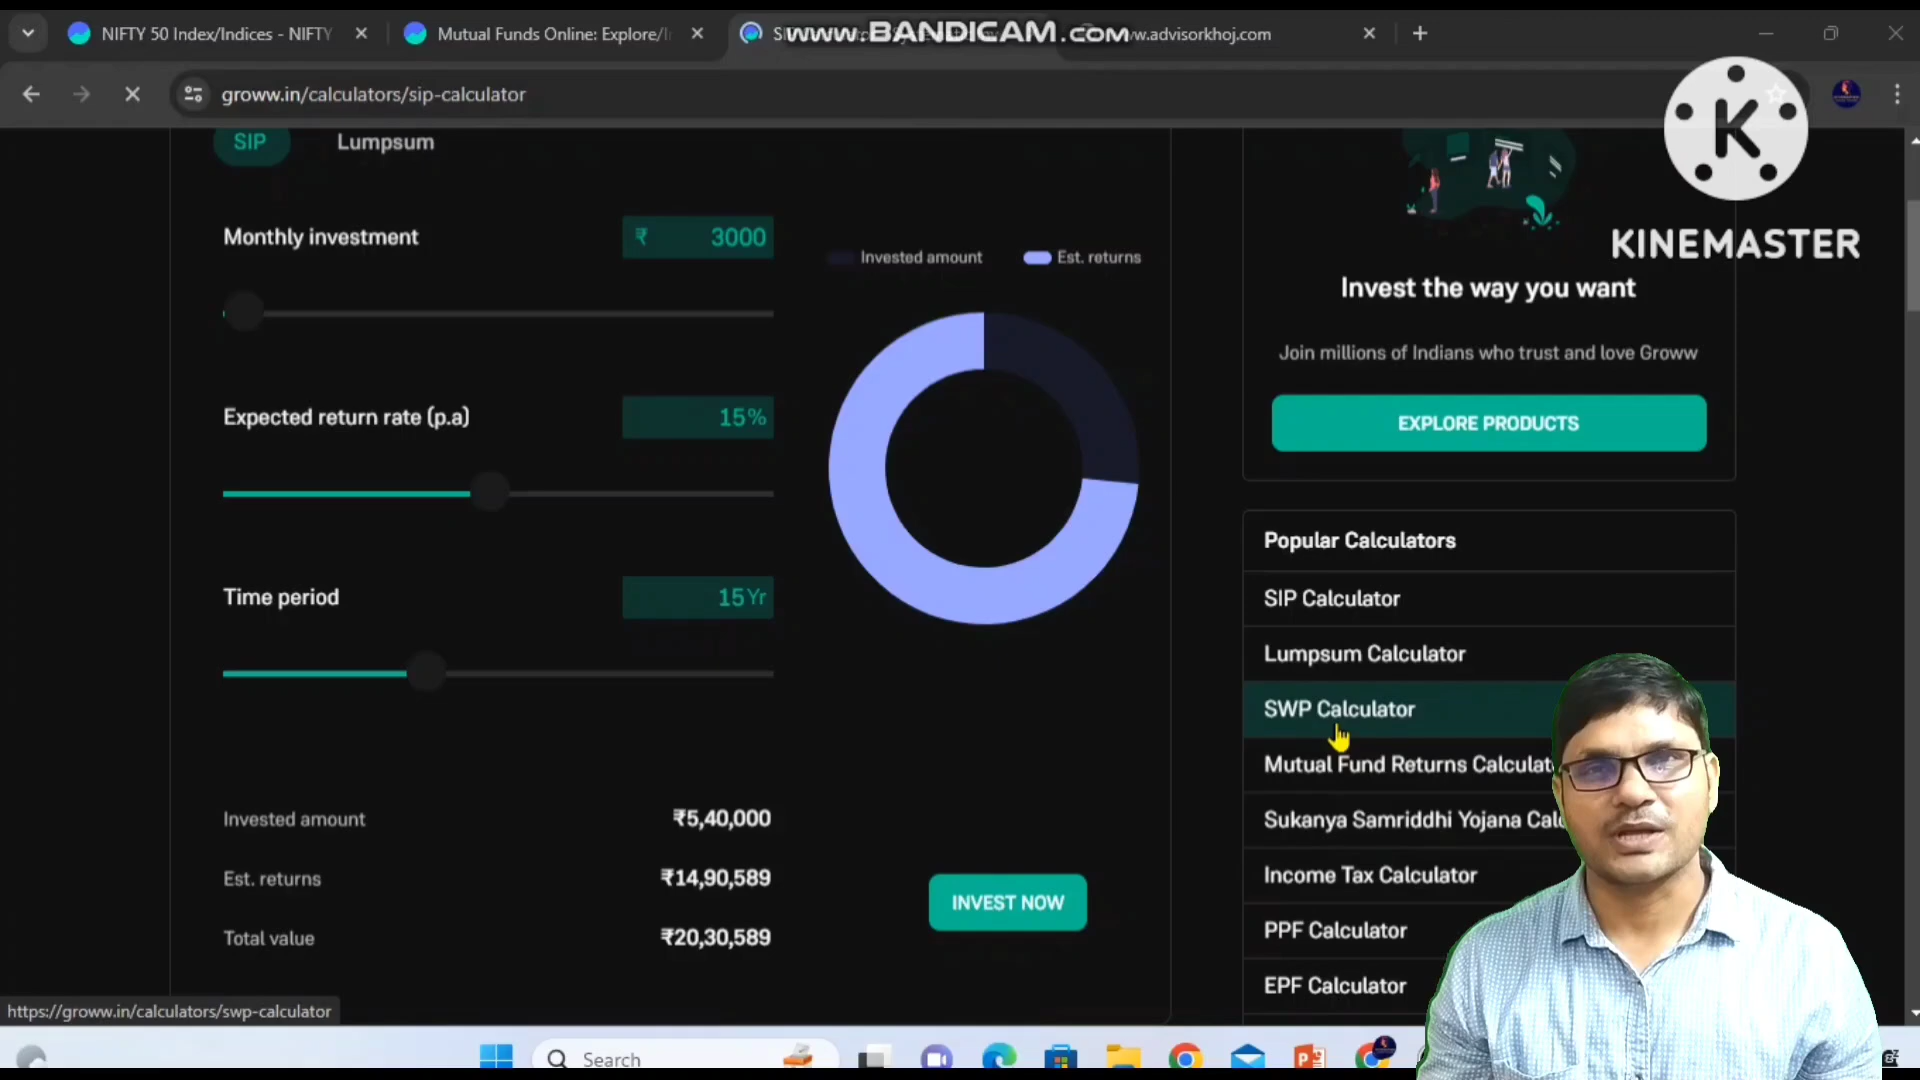 NIFTY 50 Index/Indices - NIFTY
Mutual Funds Online: Explore/I
www.BANDICAM.com
w.advisorkhoj.com
groww.in/calculators/sip-calculator
SIP
Lumpsum
Monthly investment
₹ 3000
Invested amount
Est. returns
Expected return rate (p.a)
15%
Time period
15Yr
Invested amount
₹5,40,000
Est. returns
₹14,90,589
Total value
₹20,30,589
INVEST NOW
K
KINEMASTER
Invest the way you want
Join millions of Indians who trust and love Groww
EXPLORE PRODUCTS
Popular Calculators
SIP Calculator
Lumpsum Calculator
SWP Calculator
Mutual Fund Returns Calculat
Sukanya Samriddhi Yojana Calc
Income Tax Calculator
PPF Calculator
EPF Calculator
https://groww.in/calculators/swp-calculator
Search